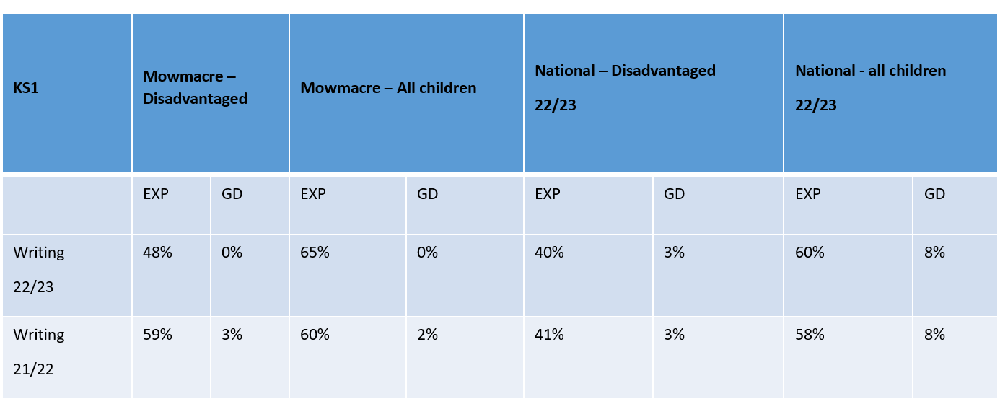 KS1
Mowmacre –
Disadvantaged
Mowmacre – All children
National – Disadvantaged
22/23
National - all children
22/23
EXP GD EXP GD EXP GD EXP GD
Writing 48% 0% 65% 0% 40% 3% 60% 8%
22/23
Writing 59% 3% 60% 2% 41% 3% 58% 8%
21/22